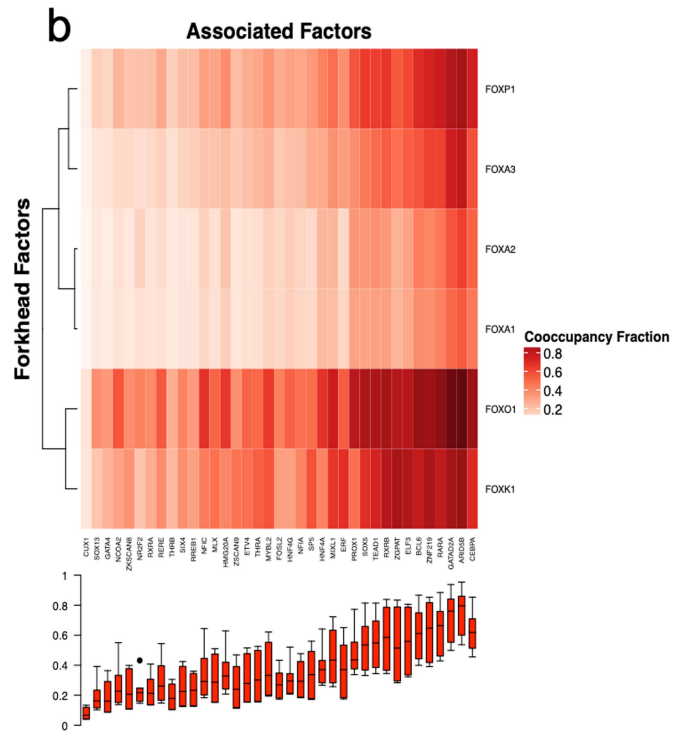 b
Associated Factors
Forkhead Factors
FOXP1
FOXA3
FOXA2
FOXA1
FOXO1
FOXK1
Cooccupancy Fraction
0.8
0.6
0.4
0.2
CUX1 SOX13 GATA4 NCOA2 ZKSCAN8 NR2F2 RXRA RERE THRB SIX4 RREB1 NFIC MLX HMG20A ZSCAN9 ETV4 THRA MYBL2 FOSL2 HNF4G NFIA SP5 HNF4A MIXL1 ERF PROX1 SOX5 TEAD1 RXRB ZGPAT ELF3 BCL6 ZNF219 RARA GATAD2A ARID5B CEBPA
1
0.8
0.6
0.4
0.2
0